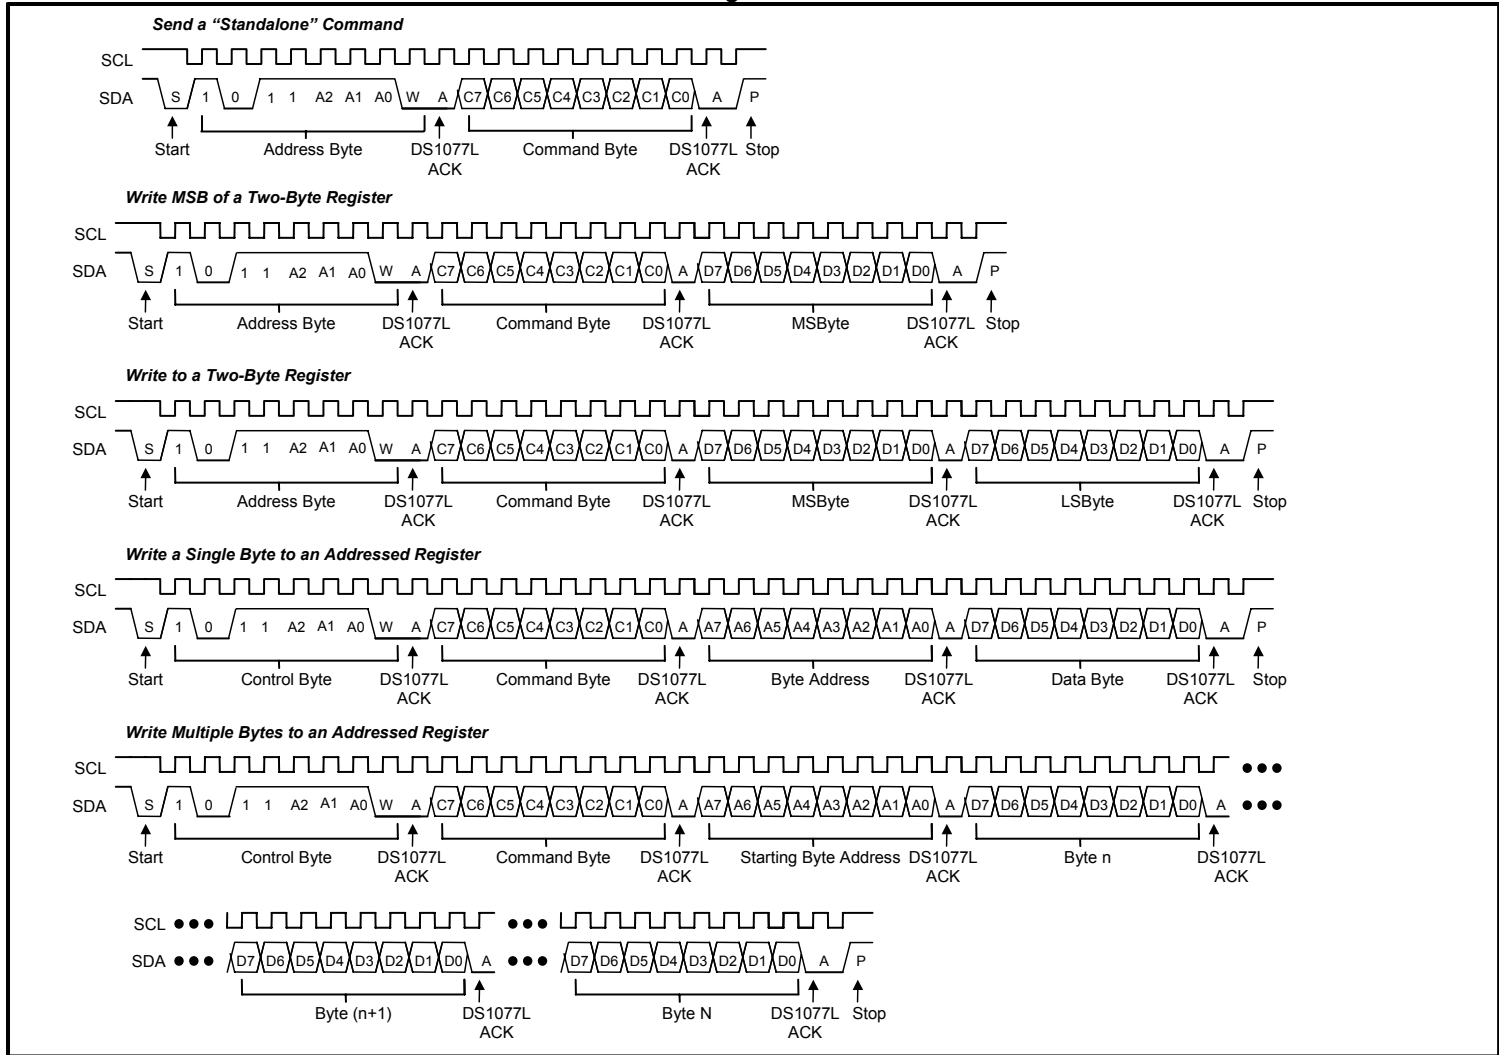 Send a “Standalone” Command
SCL
SDA S 1 0 1 1 A2 A1 A0 W A C7 C6 C5 C4 C3 C2 C1 C0 A P
Start Address Byte DS1077L ACK Command Byte DS1077L ACK Stop
Write MSB of a Two-Byte Register
SCL
SDA S 1 0 1 1 A2 A1 A0 W A C7 C6 C5 C4 C3 C2 C1 C0 A D7 D6 D5 D4 D3 D2 D1 D0 A P
Start Address Byte DS1077L ACK Command Byte DS1077L ACK MSByte DS1077L ACK Stop
Write to a Two-Byte Register
SCL
SDA S 1 0 1 1 A2 A1 A0 W A C7 C6 C5 C4 C3 C2 C1 C0 A D7 D6 D5 D4 D3 D2 D1 D0 A D7 D6 D5 D4 D3 D2 D1 D0 A P
Start Address Byte DS1077L ACK Command Byte DS1077L ACK MSByte DS1077L ACK LSByte DS1077L ACK Stop
Write a Single Byte to an Addressed Register
SCL
SDA S 1 0 1 1 A2 A1 A0 W A C7 C6 C5 C4 C3 C2 C1 C0 A A7 A6 A5 A4 A3 A2 A1 A0 A D7 D6 D5 D4 D3 D2 D1 D0 A P
Start Control Byte DS1077L ACK Command Byte DS1077L ACK Byte Address DS1077L ACK Data Byte DS1077L ACK Stop
Write Multiple Bytes to an Addressed Register
SCL
SDA S 1 0 1 1 A2 A1 A0 W A C7 C6 C5 C4 C3 C2 C1 C0 A A7 A6 A5 A4 A3 A2 A1 A0 A D7 D6 D5 D4 D3 D2 D1 D0 A
Start Control Byte DS1077L ACK Command Byte DS1077L ACK Starting Byte Address DS1077L ACK Byte n DS1077L ACK
SCL
SDA D7 D6 D5 D4 D3 D2 D1 D0 A D7 D6 D5 D4 D3 D2 D1 D0 A P
Byte (n+1) DS1077L ACK Byte N DS1077L ACK Stop